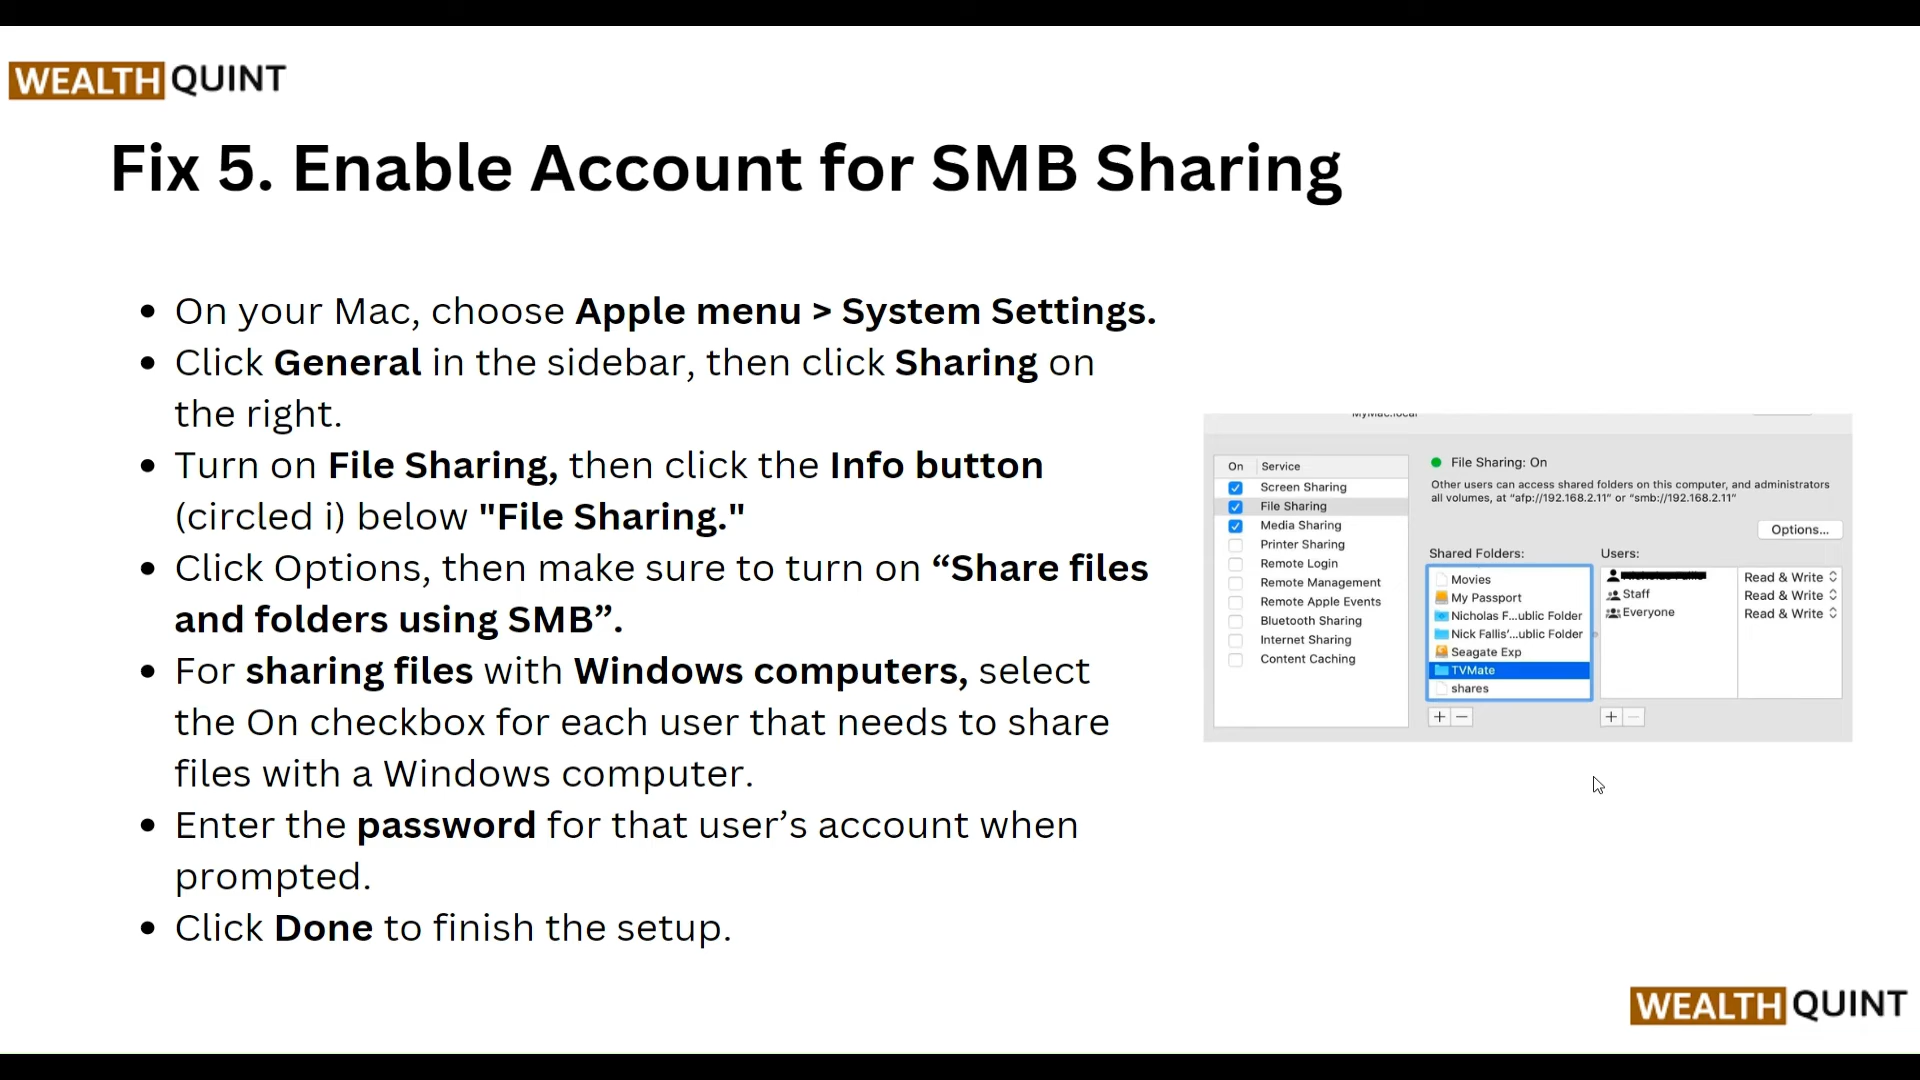 WEALTH QUINT
Fix 5. Enable Account for SMB Sharing
• On your Mac, choose Apple menu > System Settings.
• Click General in the sidebar, then click Sharing on
the right.
• Turn on File Sharing, then click the Info button
(circled i) below "File Sharing."
• Click Options, then make sure to turn on “Share files
and folders using SMB”.
• For sharing files with Windows computers, select
the On checkbox for each user that needs to share
files with a Windows computer.
• Enter the password for that user’s account when
prompted.
• Click Done to finish the setup.
On Service
Screen Sharing
File Sharing
Media Sharing
Printer Sharing
Remote Login
Remote Management
Remote Apple Events
Bluetooth Sharing
Internet Sharing
Content Caching
File Sharing: On
Other users can access shared folders on this computer, and administrators
all volumes, at “afp://192.168.2.11” or “smb://192.168.2.11”
Options...
Shared Folders:
Movies
My Passport
Nicholas F...ublic Folder
Nick Fallis'...ublic Folder
Seagate Exp
TVMate
shares
Users:
Read & Write
Staff Read & Write
Everyone Read & Write
WEALTH QUINT